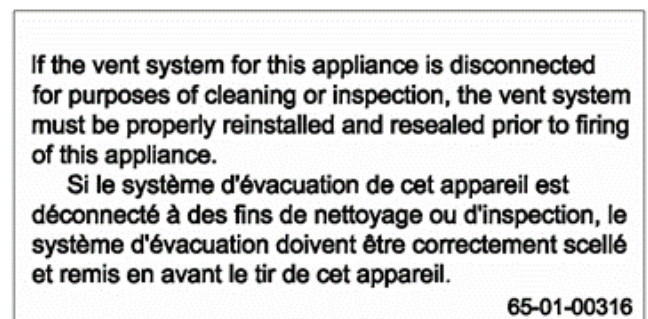 If the vent system for this appliance is disconnected
for purposes of cleaning or inspection, the vent system
must be properly reinstalled and resealed prior to firing
of this appliance.
Si le système d'évacuation de cet appareil est
déconnecté à des fins de nettoyage ou d'inspection, le
système d'évacuation doivent être correctement scellé
et remis en avant le tir de cet appareil.
65-01-00316